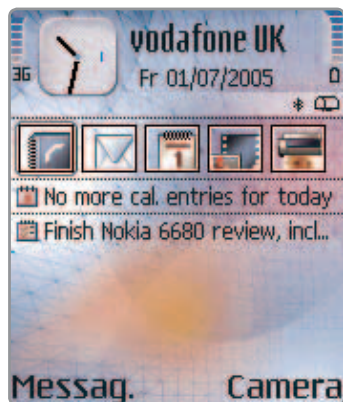 vodafone UK
3G
Fr 01/07/2005
1
No more cal. entries for today
Finish Nokia 6680 review, incl...
Messag.
Camera